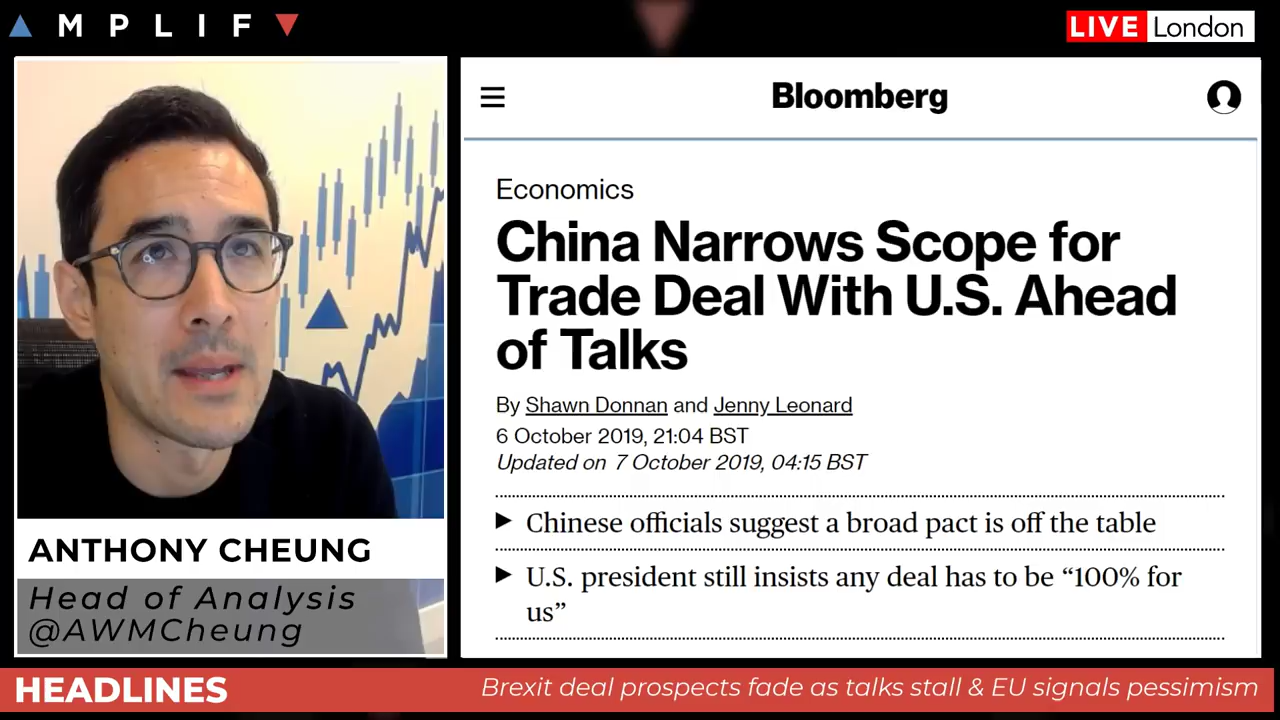 ▲ M P L I F ▼
LIVE London
Bloomberg
Economics
China Narrows Scope for
Trade Deal With U.S. Ahead
of Talks
By Shawn Donnan and Jenny Leonard
6 October 2019, 21:04 BST
Updated on 7 October 2019, 04:15 BST
▶ Chinese officials suggest a broad pact is off the table
▶ U.S. president still insists any deal has to be “100% for
us”
ANTHONY CHEUNG
Head of Analysis
@AWMCheung
HEADLINES Brexit deal prospects fade as talks stall & EU signals pessimism